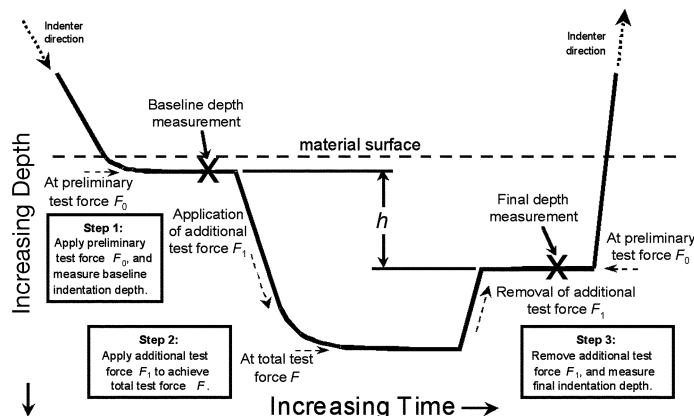 Indenter
direction
Indenter
direction
Baseline depth
measurement
material surface
At preliminary
test force F0
Step 1:
Apply preliminary
test force F0, and
measure baseline
indentation depth.
Application
of additional
test force F1
h
Final depth
measurement
At preliminary
test force F0
Removal of additional
test force F1
Step 2:
Apply additional test
force F1 to achieve
total test force F.
At total test
force F
Step 3:
Remove additional test
force F1, and measure
final indentation depth.
Increasing Depth
Increasing Time